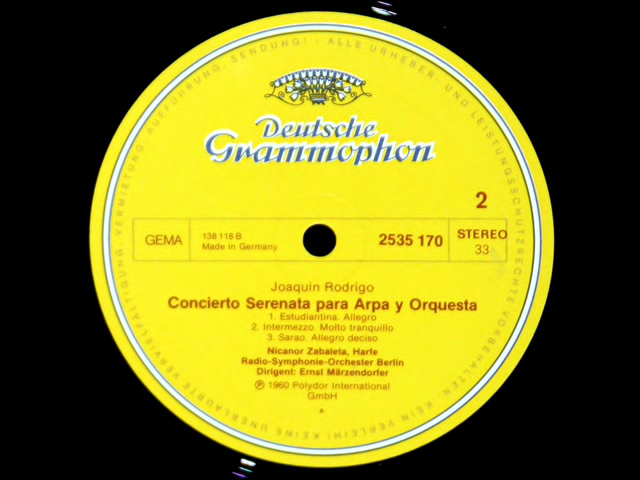 Deutsche
Grammophon
2
GEMA
138 118 B
Made in Germany
2535 170
STEREO
33
Joaquin Rodrigo
Concierto Serenata para Arpa y Orquesta
1. Estudiantina. Allegro
2. Intermezzo. Molto tranquillo
3. Sarao. Allegro deciso
Nicanor Zabaleta, Harfe
Radio-Symphonie-Orchester Berlin
Dirigent: Ernst Märzendorfer
Ⓟ 1960 Polydor International
GmbH
ALLE URHEBER- UND LEISTUNGSSCHUTZRECHTE VORBEHALTEN. KEIN VERLEIH! KEINE UNERLAUBTE VERVIELFÄLTIGUNG, VERMIETUNG, AUFFÜHRUNG, SENDUNG!